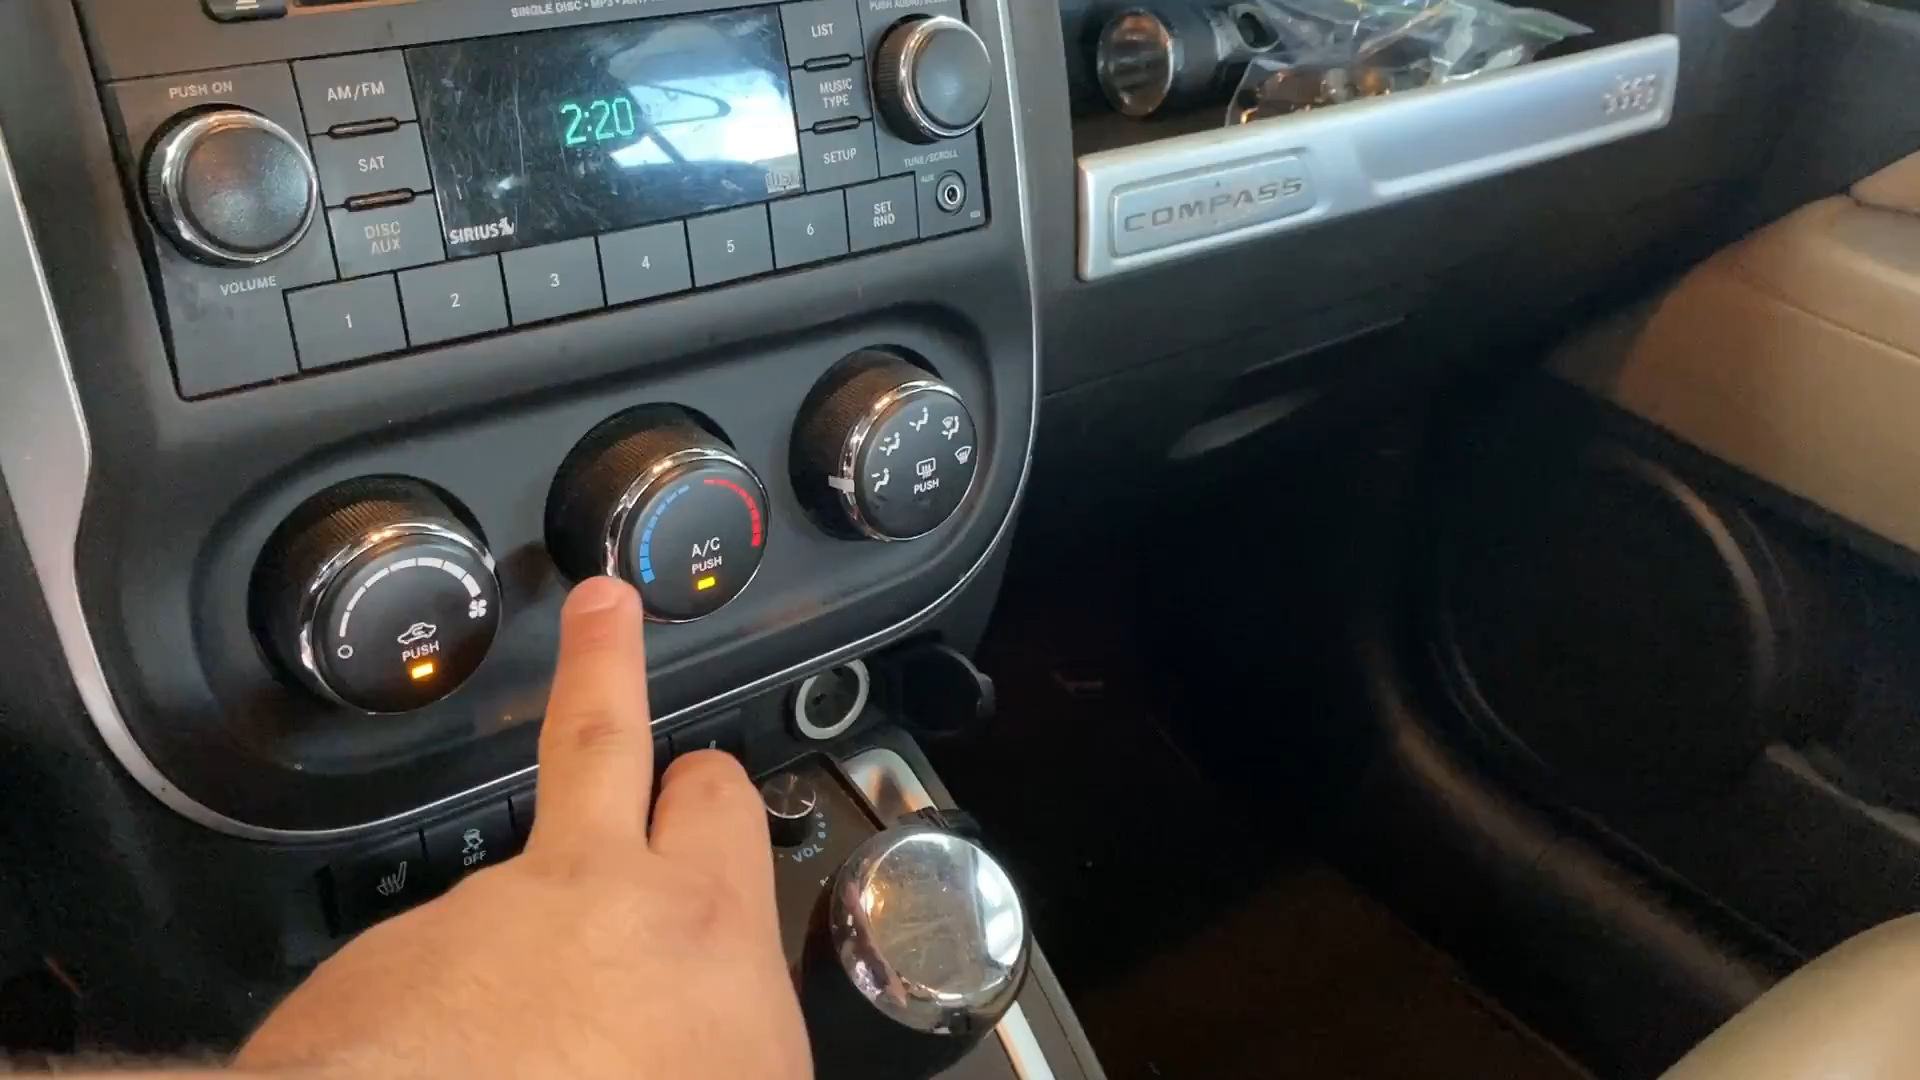 SINGLE DISC • MP3 •
PUSH ON
AM/FM
SAT
DISC
AUX
VOLUME
2:20
SIRIUS
LIST
MUSIC
TYPE
SETUP
TUNE/SCROLL
AUX
SET
RND
1
2
3
4
5
6
COMPASS
PUSH
A/C
PUSH
PUSH
OFF
VOL